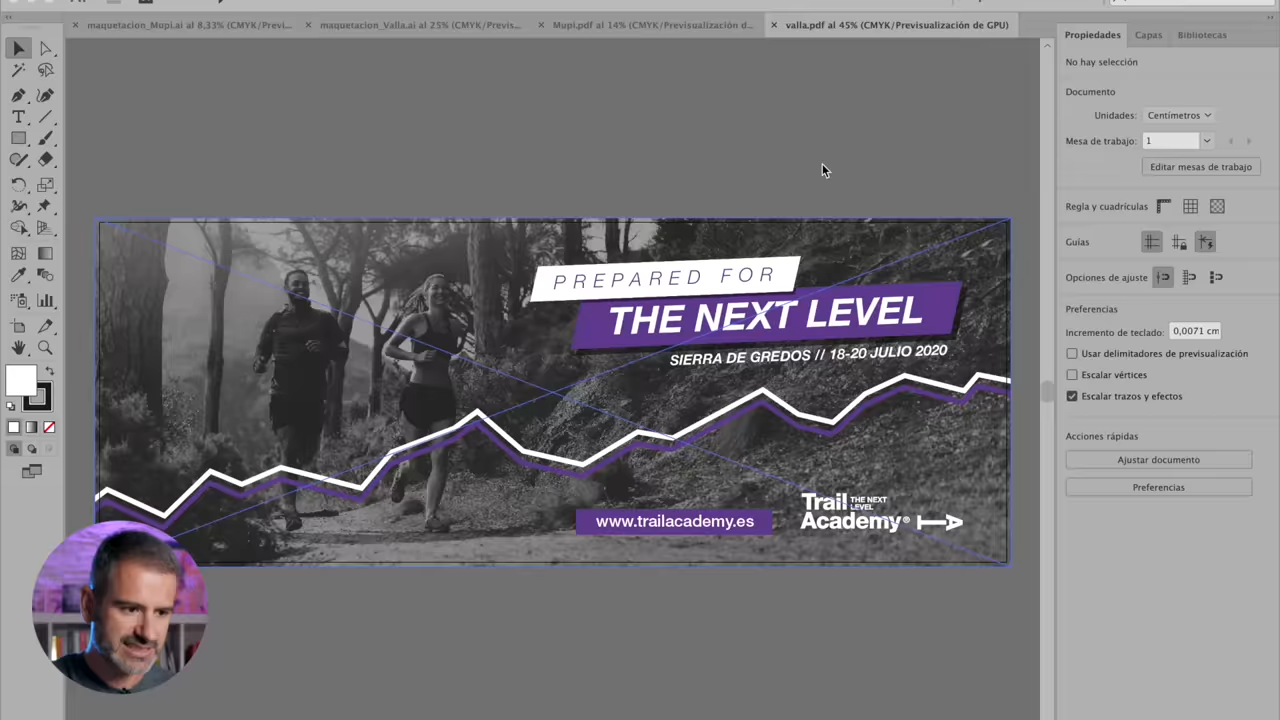 maquetacion_Mopi.ai al 8,33% (CMYK/Previ...
maquetacion_Valla.ai al 25% (CMYK/Previs...
Mupi.pdf al 14% (CMYK/Previsualización d...
valla.pdf al 45% (CMYK/Previsualización de GPU)
Propiedades
Capas
Bibliotecas
No hay selección
Documento
Unidades: Centímetros
Mesa de trabajo: 1
Editar mesas de trabajo
Regla y cuadrículas
Guías
Opciones de ajuste
Preferencias
Incremento de teclado: 0,0071 cm
Usar delimitadores de previsualización
Escalar vértices
Escalar trazos y efectos
Acciones rápidas
Ajustar documento
Preferencias
PREPARED FOR
THE NEXT LEVEL
SIERRA DE GREDOS // 18-20 JULIO 2020
www.trailacademy.es
Trail THE NEXT
LEVEL
Academy® TA